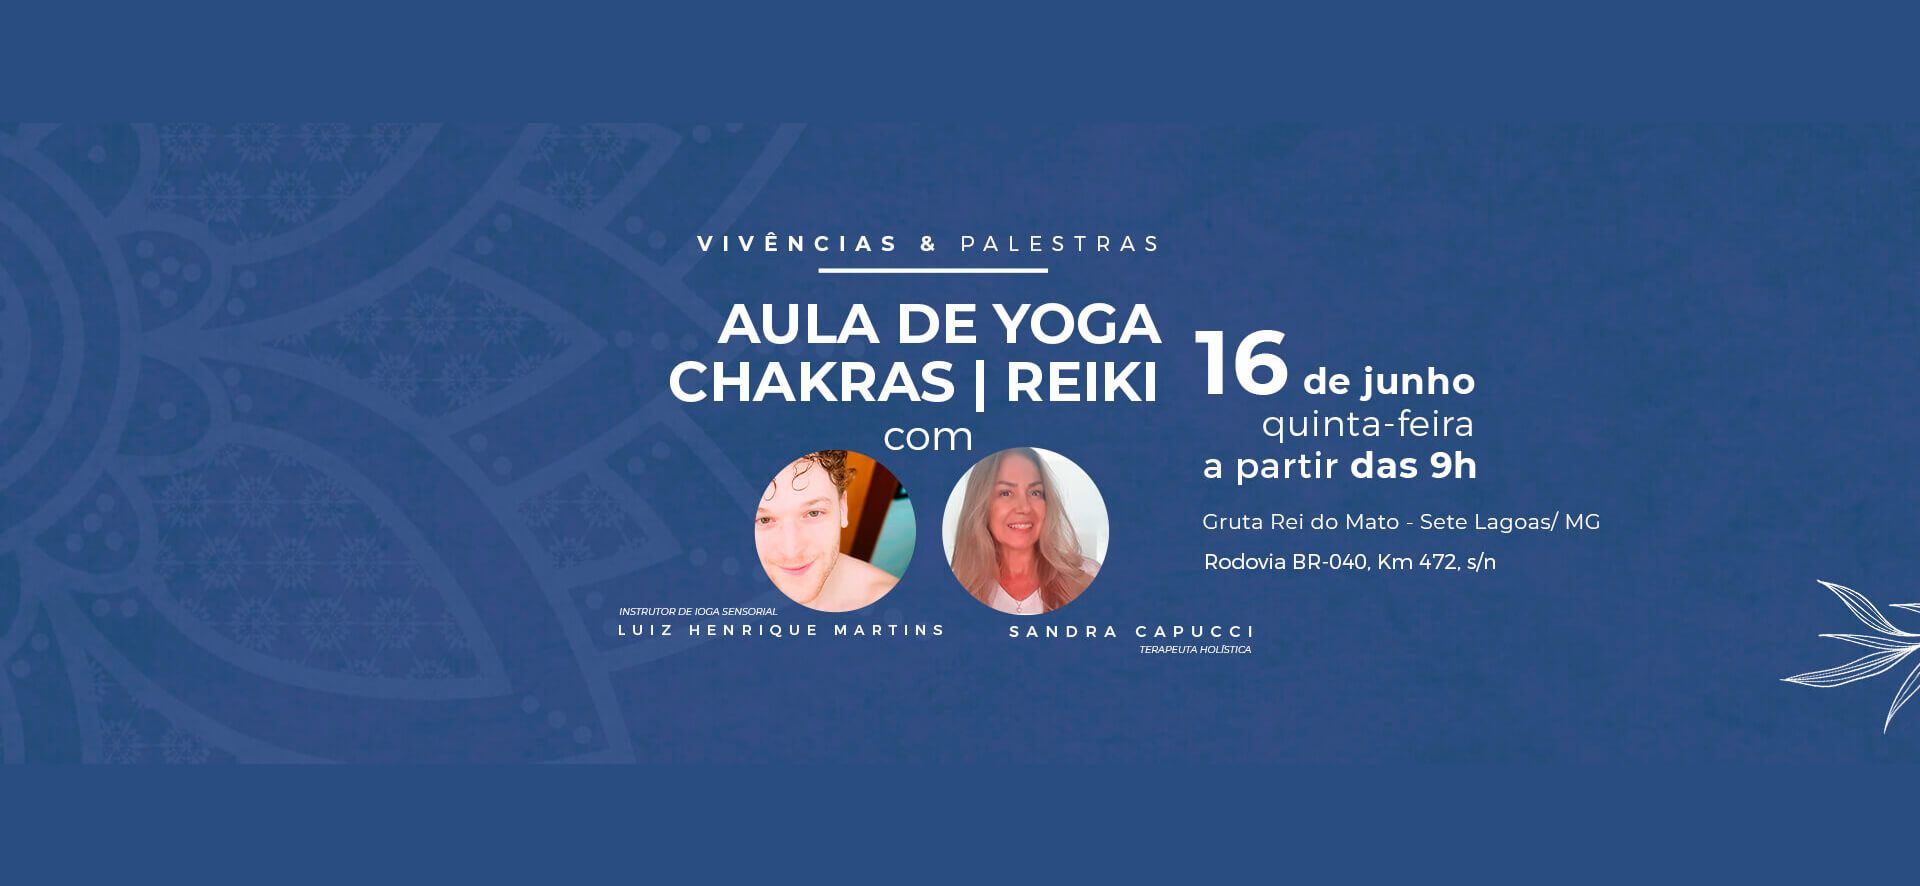 VIVÊNCIAS & PALESTRAS
AULA DE YOGA
CHAKRAS | REIKI
com
INSTRUTOR DE IOGA SENSORIAL
LUIZ HENRIQUE MARTINS
SANDRA CAPUCCI
TERAPEUTA HOLÍSTICA
16 de junho
quinta-feira
a partir das 9h
Gruta Rei do Mato - Sete Lagoas/ MG
Rodovia BR-040, Km 472, s/n